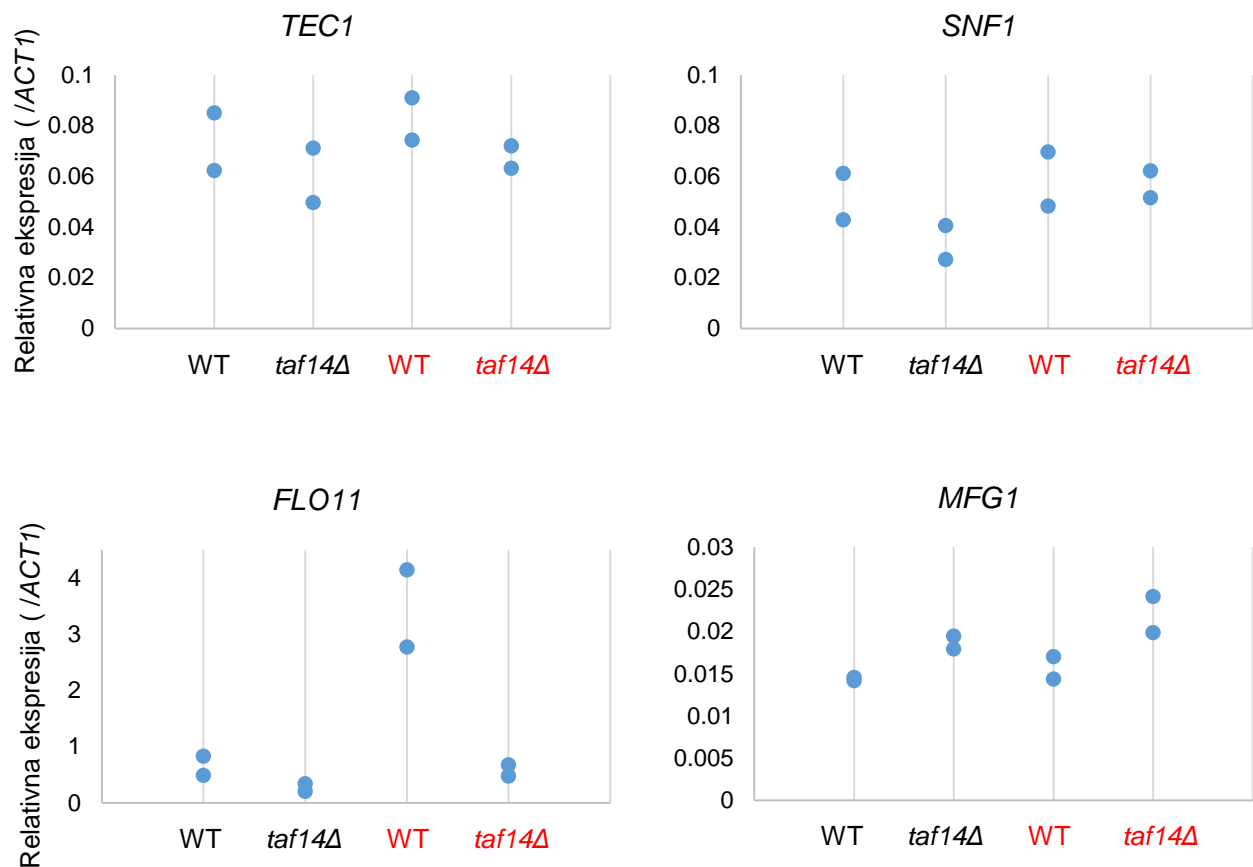 TEC1
Relativna ekspresija ( /ACT1)
0.1
0.08
0.06
0.04
0.02
0
WT taf14Δ WT taf14Δ
SNF1
0.1
0.08
0.06
0.04
0.02
0
WT taf14Δ WT taf14Δ
FLO11
Relativna ekspresija ( /ACT1)
4
3
2
1
0
WT taf14Δ WT taf14Δ
MFG1
0.03
0.025
0.02
0.015
0.01
0.005
0
WT taf14Δ WT taf14Δ